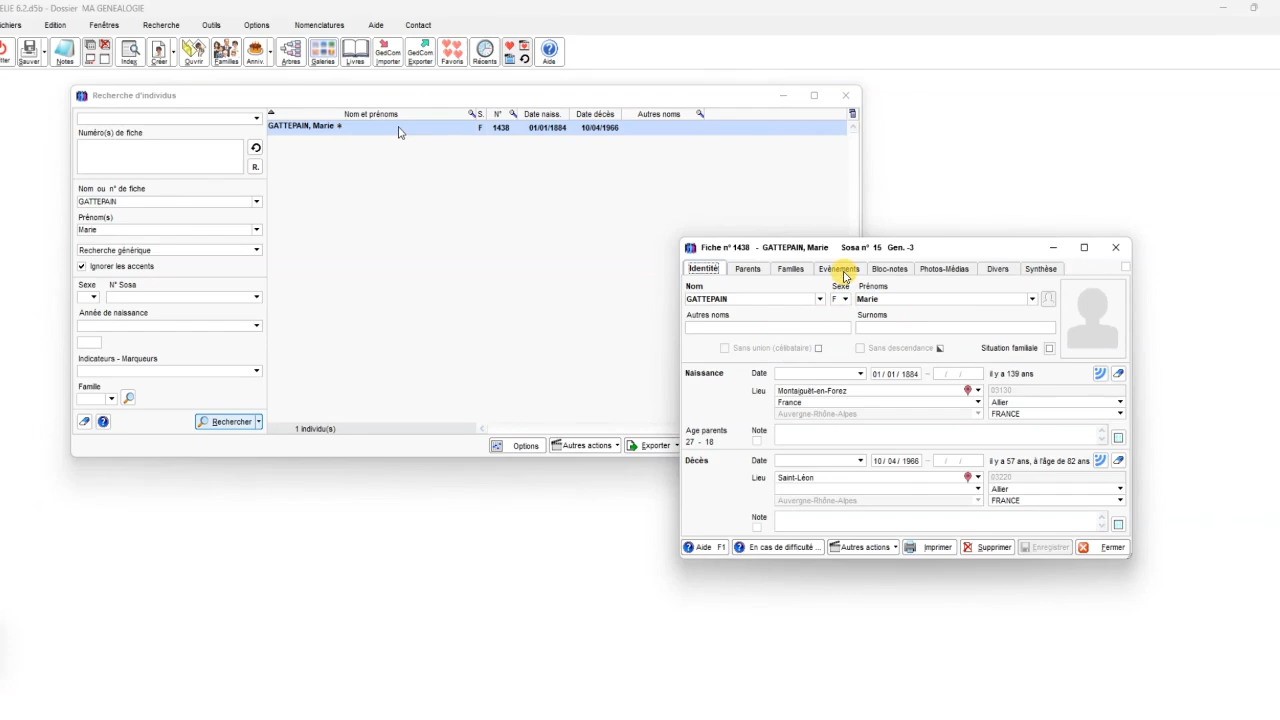 EUE 6.2.d5b - Dossier MA GENEALOGIE
ichiers Edition Fenêtres Recherche Outils Options Nomenclatures Aide Contact
tter Sauver Notes Index Créer Ouvrir Familles Anniv. Arbres Galeries Livres GedCom Importer GedCom Exporter Favoris Récents Aide
Recherche d'individus
Nom et prénoms S. N° Date naiss. Date décès Autres noms
GATTEPAIN, Marie * F 1438 01/01/1884 10/04/1966
Numéro(s) de fiche
R.
Nom ou n° de fiche
GATTEPAIN
Prénom(s)
Marie
Recherche générique
Ignorer les accents
Sexe N° Sosa
Année de naissance
Indicateurs - Marqueurs
Famille
Rechercher
1 individu(s)
Options Autres actions Exporter
Fiche n° 1438 - GATTEPAIN, Marie Sosa n° 15 Gen. -3
Identité Parents Familles Evènements Bloc-notes Photos-Médias Divers Synthèse
Nom Sexe Prénoms
GATTEPAIN F Marie
Autres noms Surnoms
Sans union (célibataire) Sans descendance Situation familiale
Naissance Date 01/ 01/ 1884 - / / il y a 139 ans
Lieu Montaiguët-en-Forez 03130
France Allier
Auvergne-Rhône-Alpes FRANCE
Age parents Note
27 - 18
Décès Date 10/ 04/ 1966 - / / il y a 57 ans, à l'âge de 82 ans
Lieu Saint-Léon 03220
Allier
Auvergne-Rhône-Alpes FRANCE
Note
Aide F1 En cas de difficulté ... Autres actions Imprimer Supprimer Enregistrer Fermer